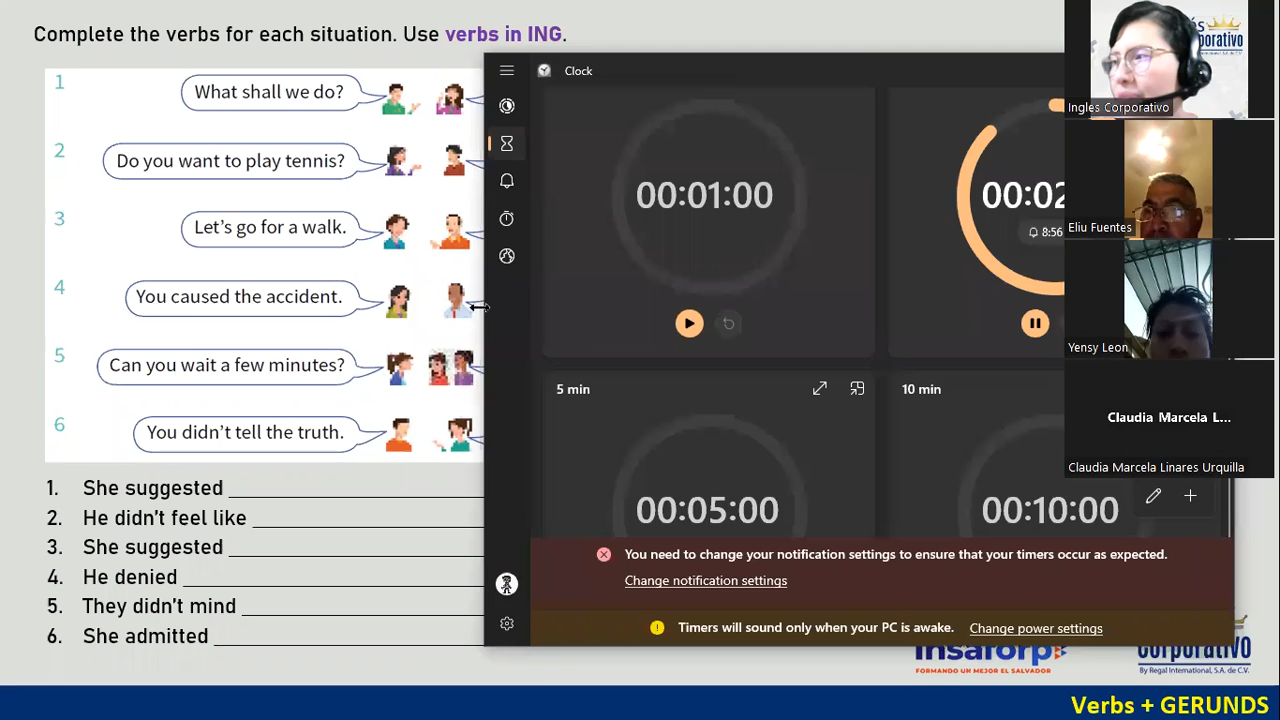 Complete the verbs for each situation. Use verbs in ING.
1 What shall we do?
2 Do you want to play tennis?
3 Let's go for a walk.
4 You caused the accident.
5 Can you wait a few minutes?
6 You didn't tell the truth.
1. She suggested
2. He didn't feel like
3. She suggested
4. He denied
5. They didn't mind
6. She admitted
Clock
00:01:00
00:02
8:56
5 min
10 min
00:05:00
00:10:00
You need to change your notification settings to ensure that your timers occur as expected.
Change notification settings
Timers will sound only when your PC is awake. Change power settings
Ingles Corporativo
Eliu Fuentes
Yensy Leon
Claudia Marcela L...
Claudia Marcela Linares Urquilla
insaforp
FORMANDO UN MEJOR EL SALVADOR
Corporativo
By Regal International, S.A. de C.V.
Verbs + GERUNDS